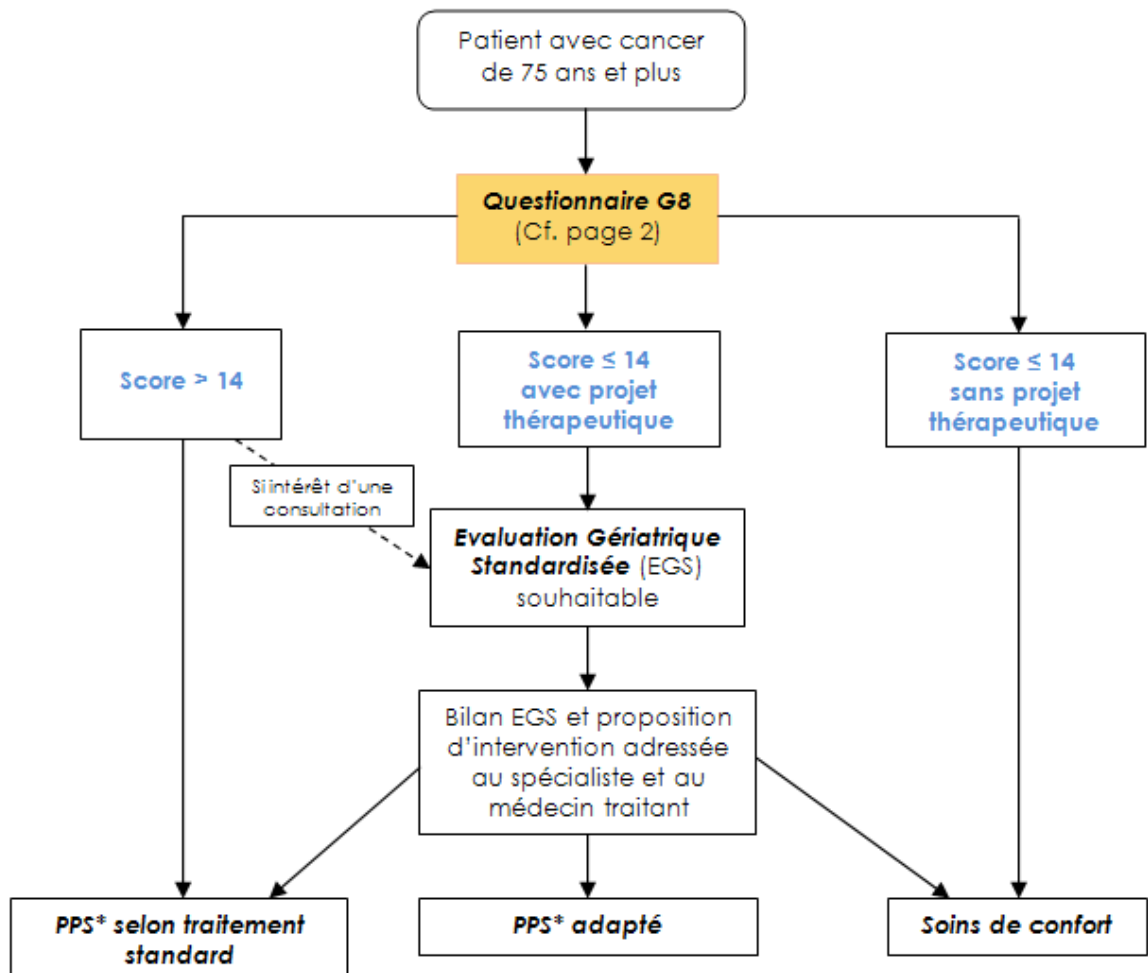 Patient avec cancer
de 75 ans et plus
Questionnaire G8
(Cf. page 2)
Score > 14
Score ≤ 14
avec projet
thérapeutique
Score ≤ 14
sans projet
thérapeutique
Si intérêt d'une
consultation
Evaluation Gériatrique
Standardisée (EGS)
souhaitable
Bilan EGS et proposition
d'intervention adressée
au spécialiste et au
médecin traitant
PPS* selon traitement
standard
PPS* adapté
Soins de confort